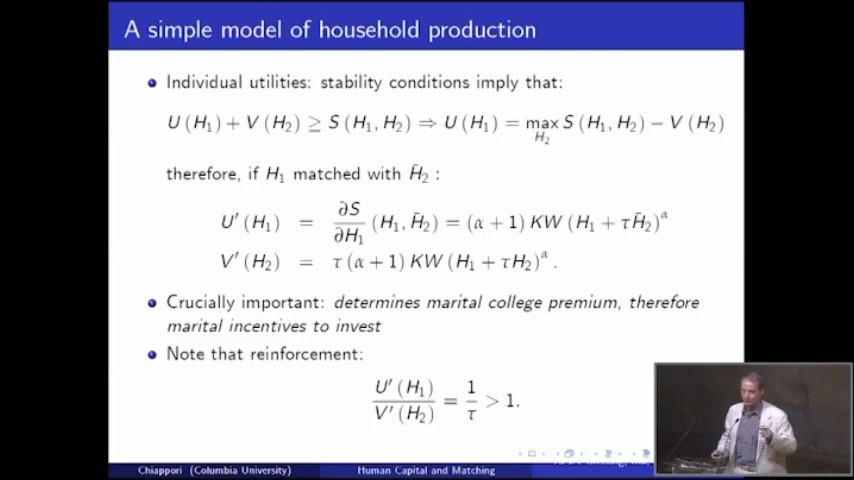 A simple model of household production
Individual utilities: stability conditions imply that:
U (H₁) + V (H₂) ≥ S (H₁, H₂) ⇒ U (H₁) = max_{H₂} S (H₁, H₂) − V (H₂)
therefore, if H₁ matched with H̄₂ :
U′ (H₁) = ∂S/∂H₁ (H₁, H̄₂) = (α + 1) KW (H₁ + τH̄₂)^α
V′ (H₂) = τ (α + 1) KW (H₁ + τH₂)^α .
Crucially important: determines marital college premium, therefore
marital incentives to invest
Note that reinforcement:
U′ (H₁) / V′ (H₂) = 1/τ > 1.
Chiappori (Columbia University) Human Capital and Matching